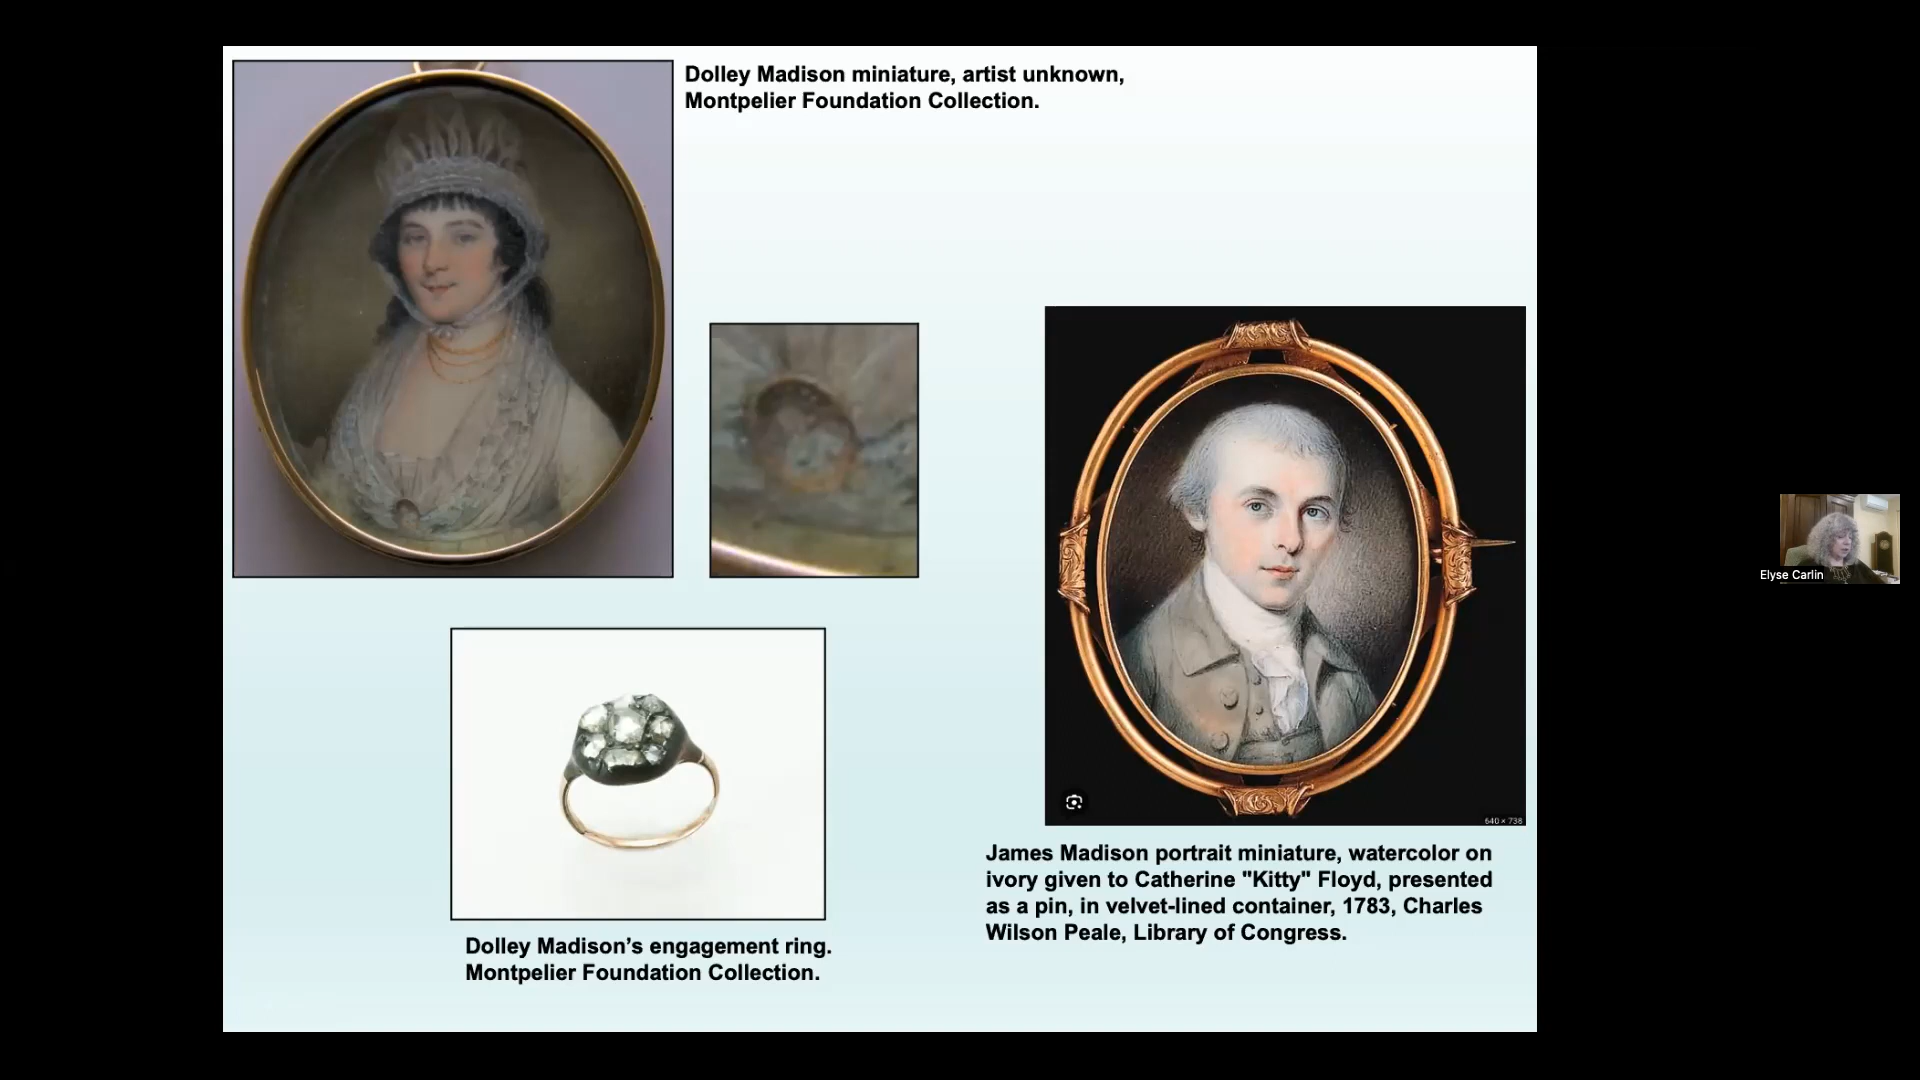 Dolley Madison miniature, artist unknown,
Montpelier Foundation Collection.
640 × 738
James Madison portrait miniature, watercolor on
ivory given to Catherine "Kitty" Floyd, presented
as a pin, in velvet-lined container, 1783, Charles
Wilson Peale, Library of Congress.
Dolley Madison’s engagement ring.
Montpelier Foundation Collection.
Elyse Carlin